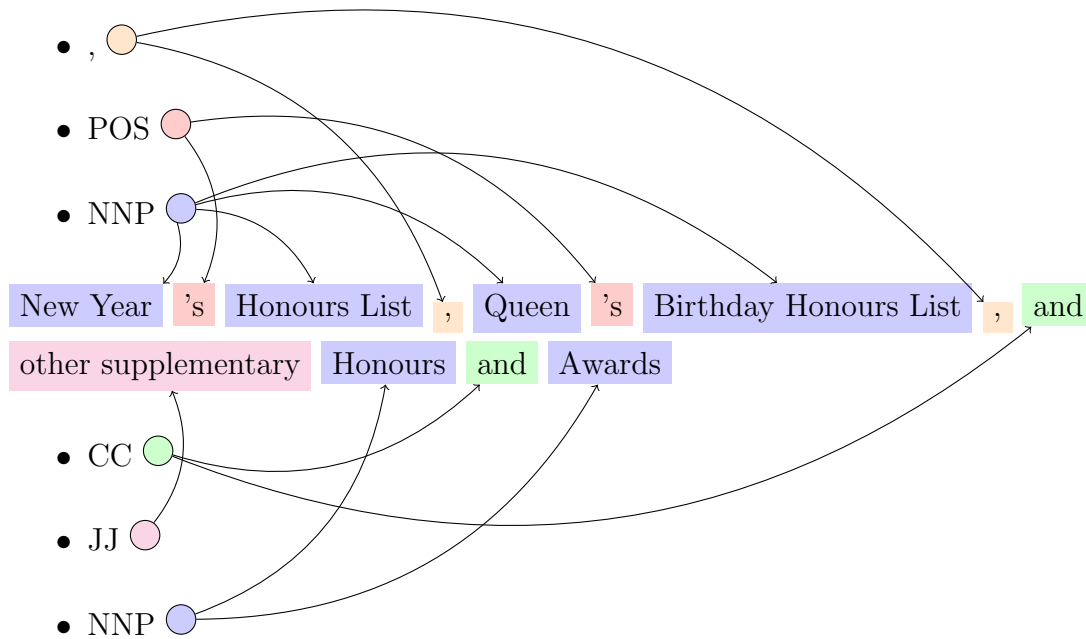 • ,
• POS
• NNP
New Year 's Honours List , Queen 's Birthday Honours List , and
other supplementary Honours and Awards
• CC
• JJ
• NNP